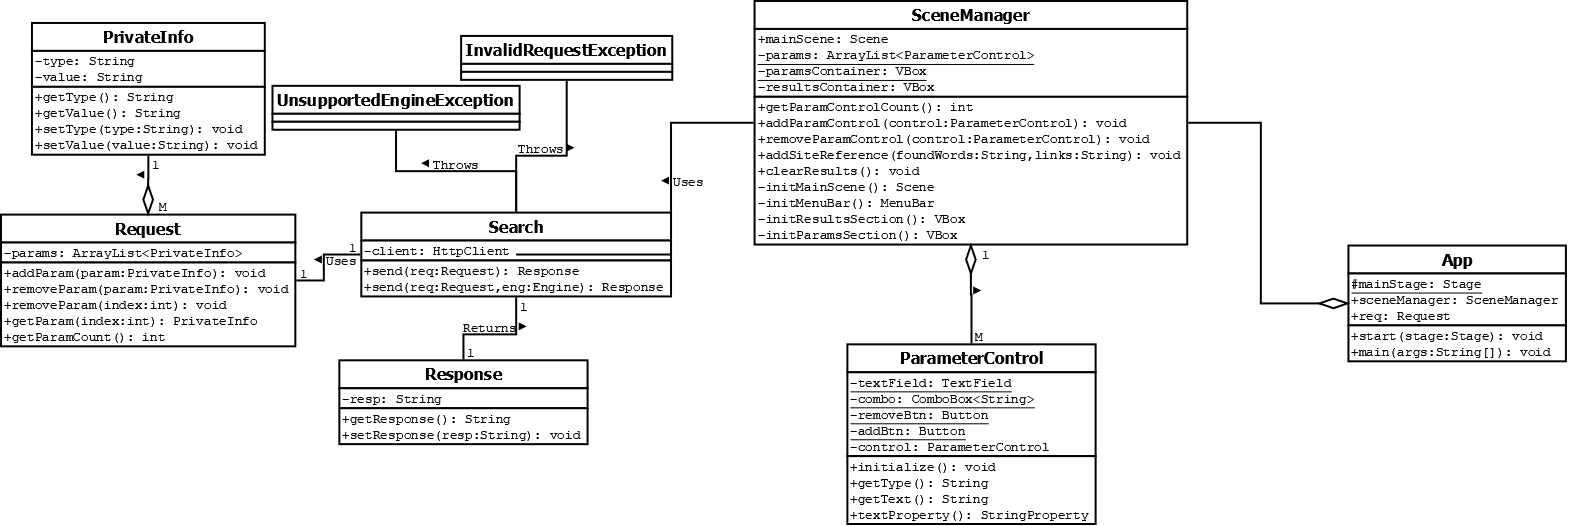 PrivateInfo
-type: String
-value: String
+getType(): String
+getValue(): String
+setType(type:String): void
+setValue(value:String): void
1
M
InvalidRequestException
UnsupportedEngineException
Throws
Throws
SceneManager
+mainScene: Scene
-params: ArrayList<ParameterControl>
-paramsContainer: VBox
-resultsContainer: VBox
+getParamControlCount(): int
+addParamControl(control:ParameterControl): void
+removeParamControl(control:ParameterControl): void
+addSiteReference(foundWords:String,links:String): void
+clearResults(): void
-initMainScene(): Scene
-initMenuBar(): MenuBar
-initResultsSection(): VBox
-initParamsSection(): VBox
Uses
Request
-params: ArrayList<PrivateInfo>
+addParam(param:PrivateInfo): void
+removeParam(param:PrivateInfo): void
+removeParam(index:int): void
+getParam(index:int): PrivateInfo
+getParamCount(): int
1
Uses
1
Search
-client: HttpClient
+send(req:Request): Response
+send(req:Request,eng:Engine): Response
1
Returns
1
Response
-resp: String
+getResponse(): String
+setResponse(resp:String): void
1
M
ParameterControl
-textField: TextField
-combo: ComboBox<String>
-removeBtn: Button
-addBtn: Button
-control: ParameterControl
+initialize(): void
+getType(): String
+getText(): String
+textProperty(): StringProperty
App
#mainStage: Stage
+sceneManager: SceneManager
+req: Request
+start(stage:Stage): void
+main(args:String[]): void